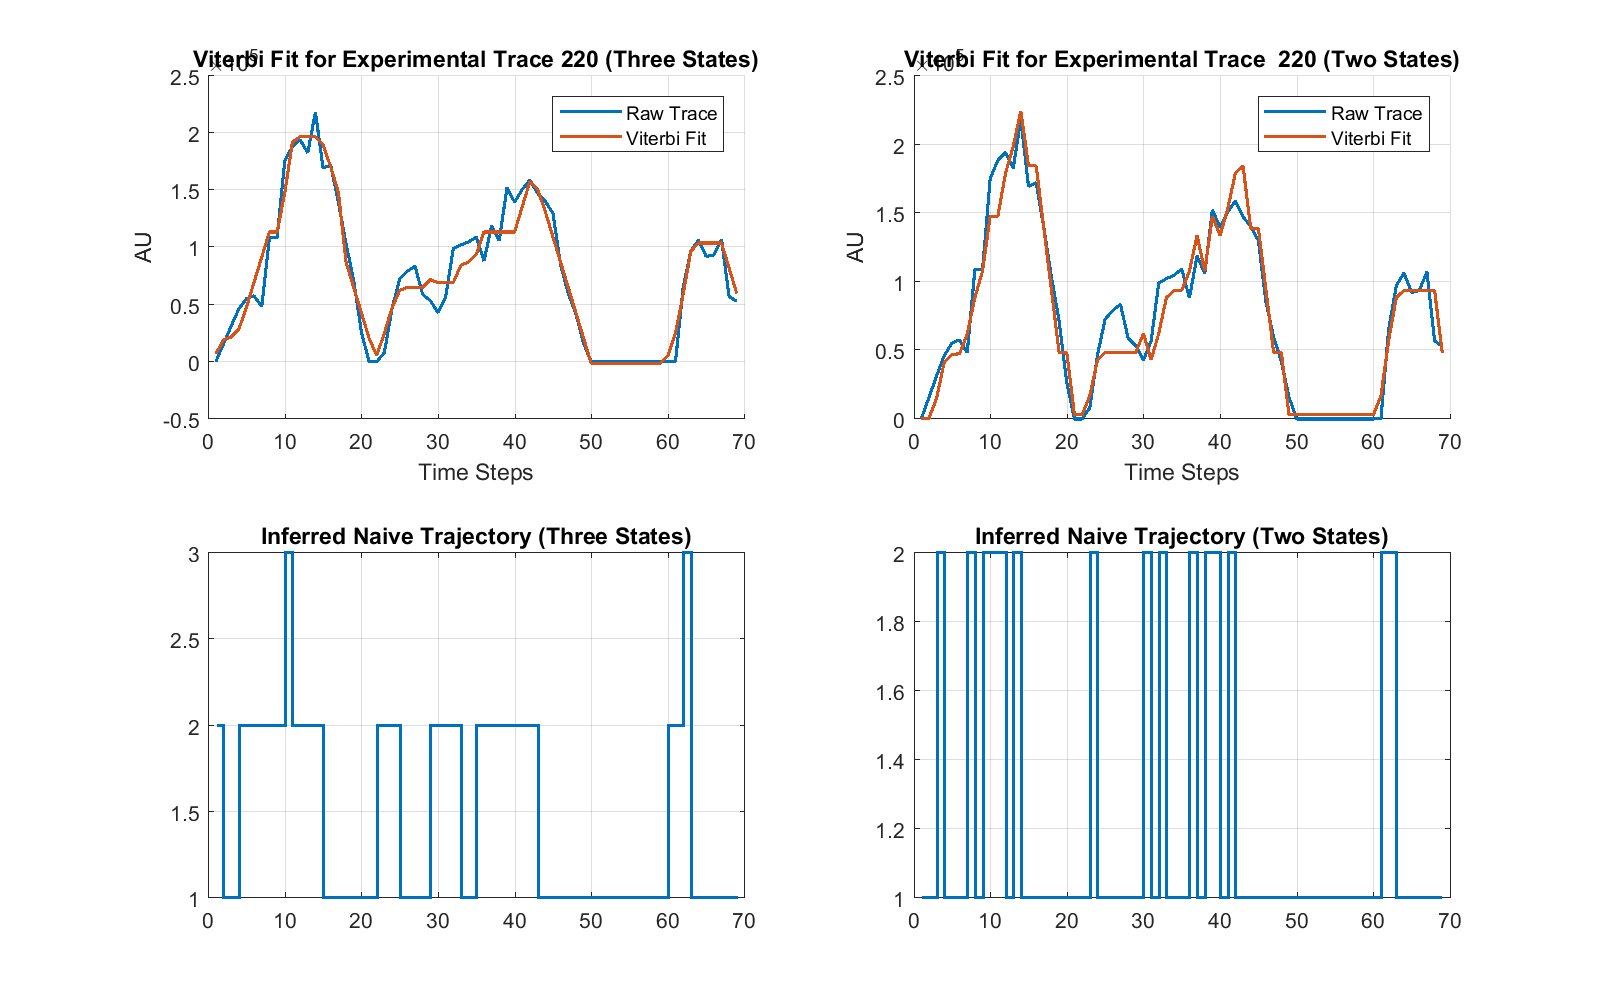 Viterbi Fit for Experimental Trace 220 (Three States)
×10^5
2.5
2
1.5
1
0.5
0
-0.5
AU
Raw Trace
Viterbi Fit
0 10 20 30 40 50 60 70
Time Steps
Viterbi Fit for Experimental Trace 220 (Two States)
×10^5
2.5
2
1.5
1
0.5
0
AU
Raw Trace
Viterbi Fit
0 10 20 30 40 50 60 70
Time Steps
Inferred Naive Trajectory (Three States)
3
2.5
2
1.5
1
0 10 20 30 40 50 60 70
Inferred Naive Trajectory (Two States)
2
1.8
1.6
1.4
1.2
1
0 10 20 30 40 50 60 70